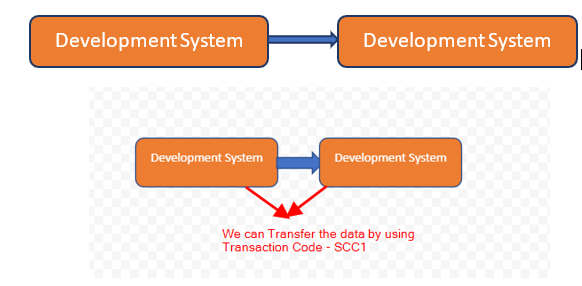 Development System
Development System
Development System
Development System
We can Transfer the data by using
Transaction Code - SCC1